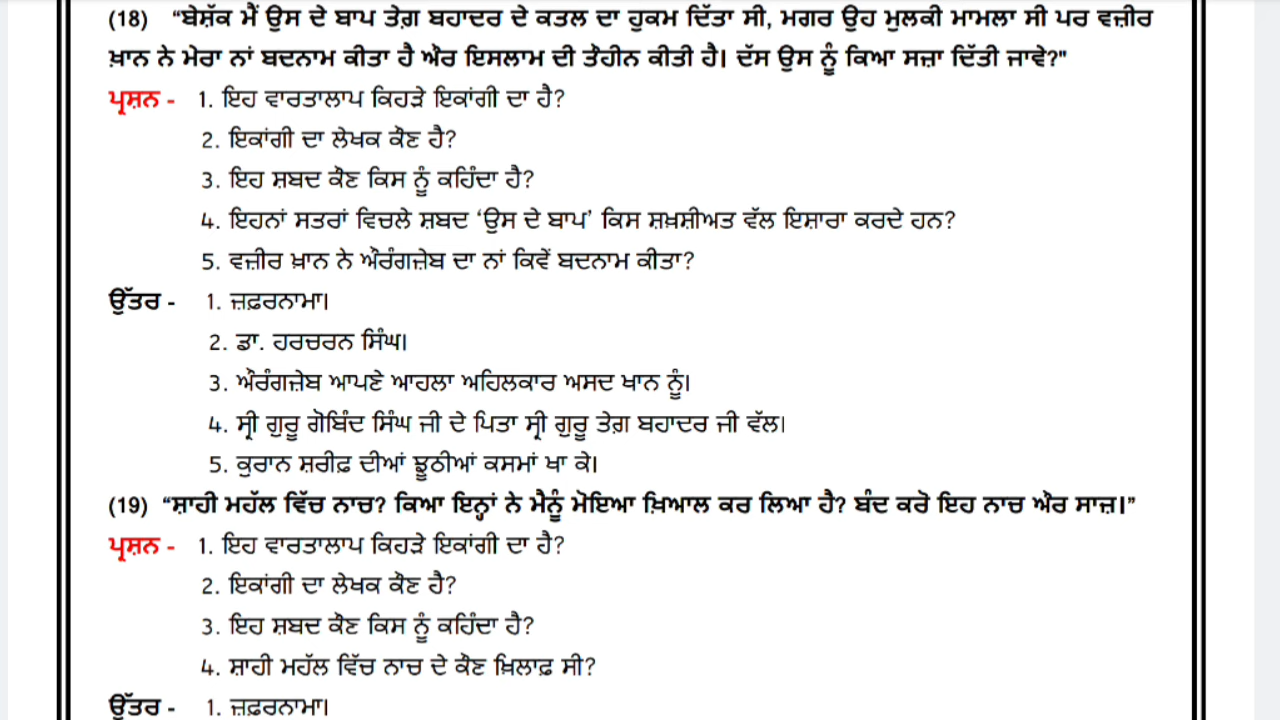 (18) “ਬੇਸ਼ੱਕ ਮੈਂ ਉਸ ਦੇ ਬਾਪ ਤੇਗ਼ ਬਹਾਦਰ ਦੇ ਕਤਲ ਦਾ ਹੁਕਮ ਦਿੱਤਾ ਸੀ, ਮਗਰ ਉਹ ਮੁਲਕੀ ਮਾਮਲਾ ਸੀ ਪਰ ਵਜ਼ੀਰ
ਖ਼ਾਨ ਨੇ ਮੇਰਾ ਨਾਂ ਬਦਨਾਮ ਕੀਤਾ ਹੈ ਔਰ ਇਸਲਾਮ ਦੀ ਤੌਹੀਨ ਕੀਤੀ ਹੈ। ਦੱਸ ਉਸ ਨੂੰ ਕਿਆ ਸਜ਼ਾ ਦਿੱਤੀ ਜਾਵੇ?"
ਪ੍ਰਸ਼ਨ - 1. ਇਹ ਵਾਰਤਾਲਾਪ ਕਿਹੜੇ ਇਕਾਂਗੀ ਦਾ ਹੈ?
2. ਇਕਾਂਗੀ ਦਾ ਲੇਖਕ ਕੌਣ ਹੈ?
3. ਇਹ ਸ਼ਬਦ ਕੌਣ ਕਿਸ ਨੂੰ ਕਹਿੰਦਾ ਹੈ?
4. ਇਹਨਾਂ ਸਤਰਾਂ ਵਿਚਲੇ ਸ਼ਬਦ ‘ਉਸ ਦੇ ਬਾਪ’ ਕਿਸ ਸ਼ਖ਼ਸ਼ੀਅਤ ਵੱਲ ਇਸ਼ਾਰਾ ਕਰਦੇ ਹਨ?
5. ਵਜ਼ੀਰ ਖ਼ਾਨ ਨੇ ਔਰੰਗਜ਼ੇਬ ਦਾ ਨਾਂ ਕਿਵੇਂ ਬਦਨਾਮ ਕੀਤਾ?
ਉੱਤਰ - 1. ਜ਼ਫ਼ਰਨਾਮਾ।
2. ਡਾ. ਹਰਚਰਨ ਸਿੰਘ।
3. ਔਰੰਗਜ਼ੇਬ ਆਪਣੇ ਆਹਲਾ ਅਹਿਲਕਾਰ ਅਸਦ ਖਾਨ ਨੂੰ।
4. ਸ੍ਰੀ ਗੁਰੂ ਗੋਬਿੰਦ ਸਿੰਘ ਜੀ ਦੇ ਪਿਤਾ ਸ੍ਰੀ ਗੁਰੂ ਤੇਗ਼ ਬਹਾਦਰ ਜੀ ਵੱਲ।
5. ਕੁਰਾਨ ਸ਼ਰੀਫ਼ ਦੀਆਂ ਝੂਠੀਆਂ ਕਸਮਾਂ ਖਾ ਕੇ।
(19) “ਸ਼ਾਹੀ ਮਹੱਲ ਵਿੱਚ ਨਾਚ? ਕਿਆ ਇਨ੍ਹਾਂ ਨੇ ਮੈਨੂੰ ਮੋਇਆ ਖ਼ਿਆਲ ਕਰ ਲਿਆ ਹੈ? ਬੰਦ ਕਰੋ ਇਹ ਨਾਚ ਔਰ ਸਾਜ਼।”
ਪ੍ਰਸ਼ਨ - 1. ਇਹ ਵਾਰਤਾਲਾਪ ਕਿਹੜੇ ਇਕਾਂਗੀ ਦਾ ਹੈ?
2. ਇਕਾਂਗੀ ਦਾ ਲੇਖਕ ਕੌਣ ਹੈ?
3. ਇਹ ਸ਼ਬਦ ਕੌਣ ਕਿਸ ਨੂੰ ਕਹਿੰਦਾ ਹੈ?
4. ਸ਼ਾਹੀ ਮਹੱਲ ਵਿੱਚ ਨਾਚ ਦੇ ਕੌਣ ਖ਼ਿਲਾਫ਼ ਸੀ?
ਉੱਤਰ - 1. ਜ਼ਫ਼ਰਨਾਮਾ।